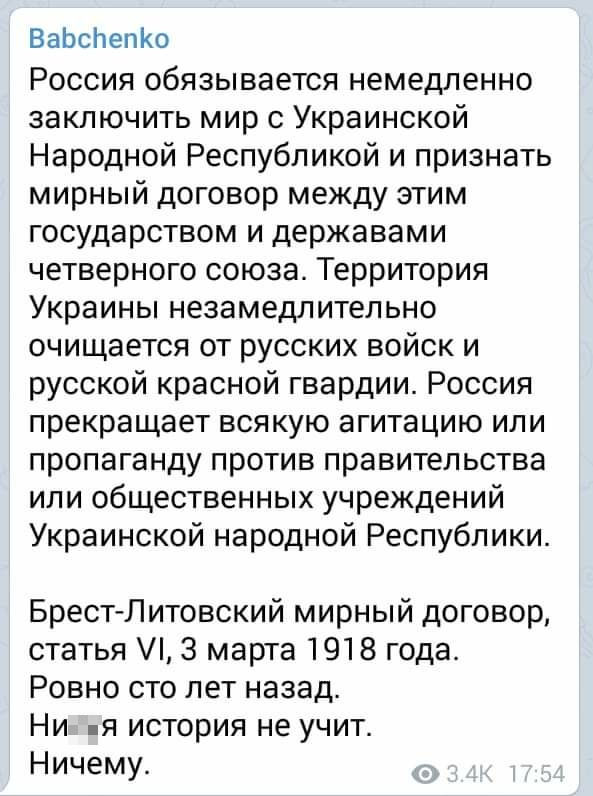 Babchenko
Россия обязывается немедленно
заключить мир с Украинской
Народной Республикой и признать
мирный договор между этим
государством и державами
четверного союза. Территория
Украины незамедлительно
очищается от русских войск и
русской красной гвардии. Россия
прекращает всякую агитацию или
пропаганду против правительства
или общественных учреждений
Украинской народной Республики.
Брест-Литовский мирный договор,
статья VI, 3 марта 1918 года.
Ровно сто лет назад.
история не учит.
Ничему.
3.4K 17:54